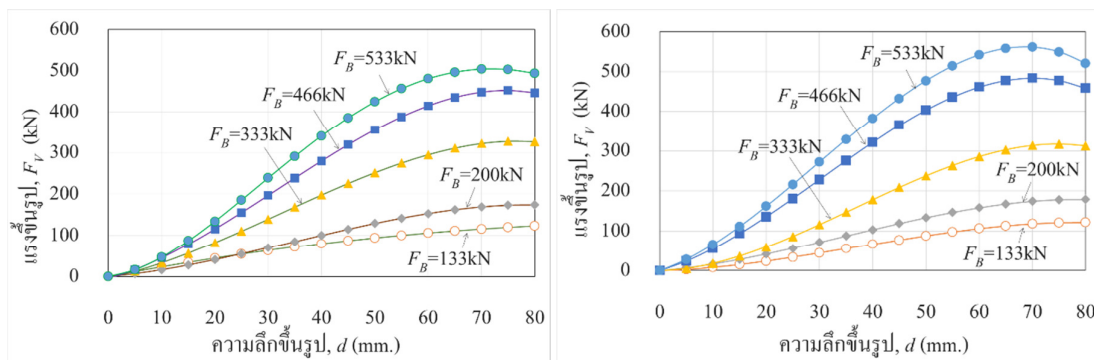 600
500
400
300
200
100
0
แรงขึ้นรูป, F_V (kN)
F_B=533kN
F_B=466kN
F_B=333kN
F_B=200kN
F_B=133kN
0 10 20 30 40 50 60 70 80
ความลึกขึ้นรูป, d (mm.)
600
500
400
300
200
100
0
แรงขึ้นรูป, F_V (kN)
F_B=533kN
F_B=466kN
F_B=333kN
F_B=200kN
F_B=133kN
0 10 20 30 40 50 60 70 80
ความลึกขึ้นรูป, d (mm.)